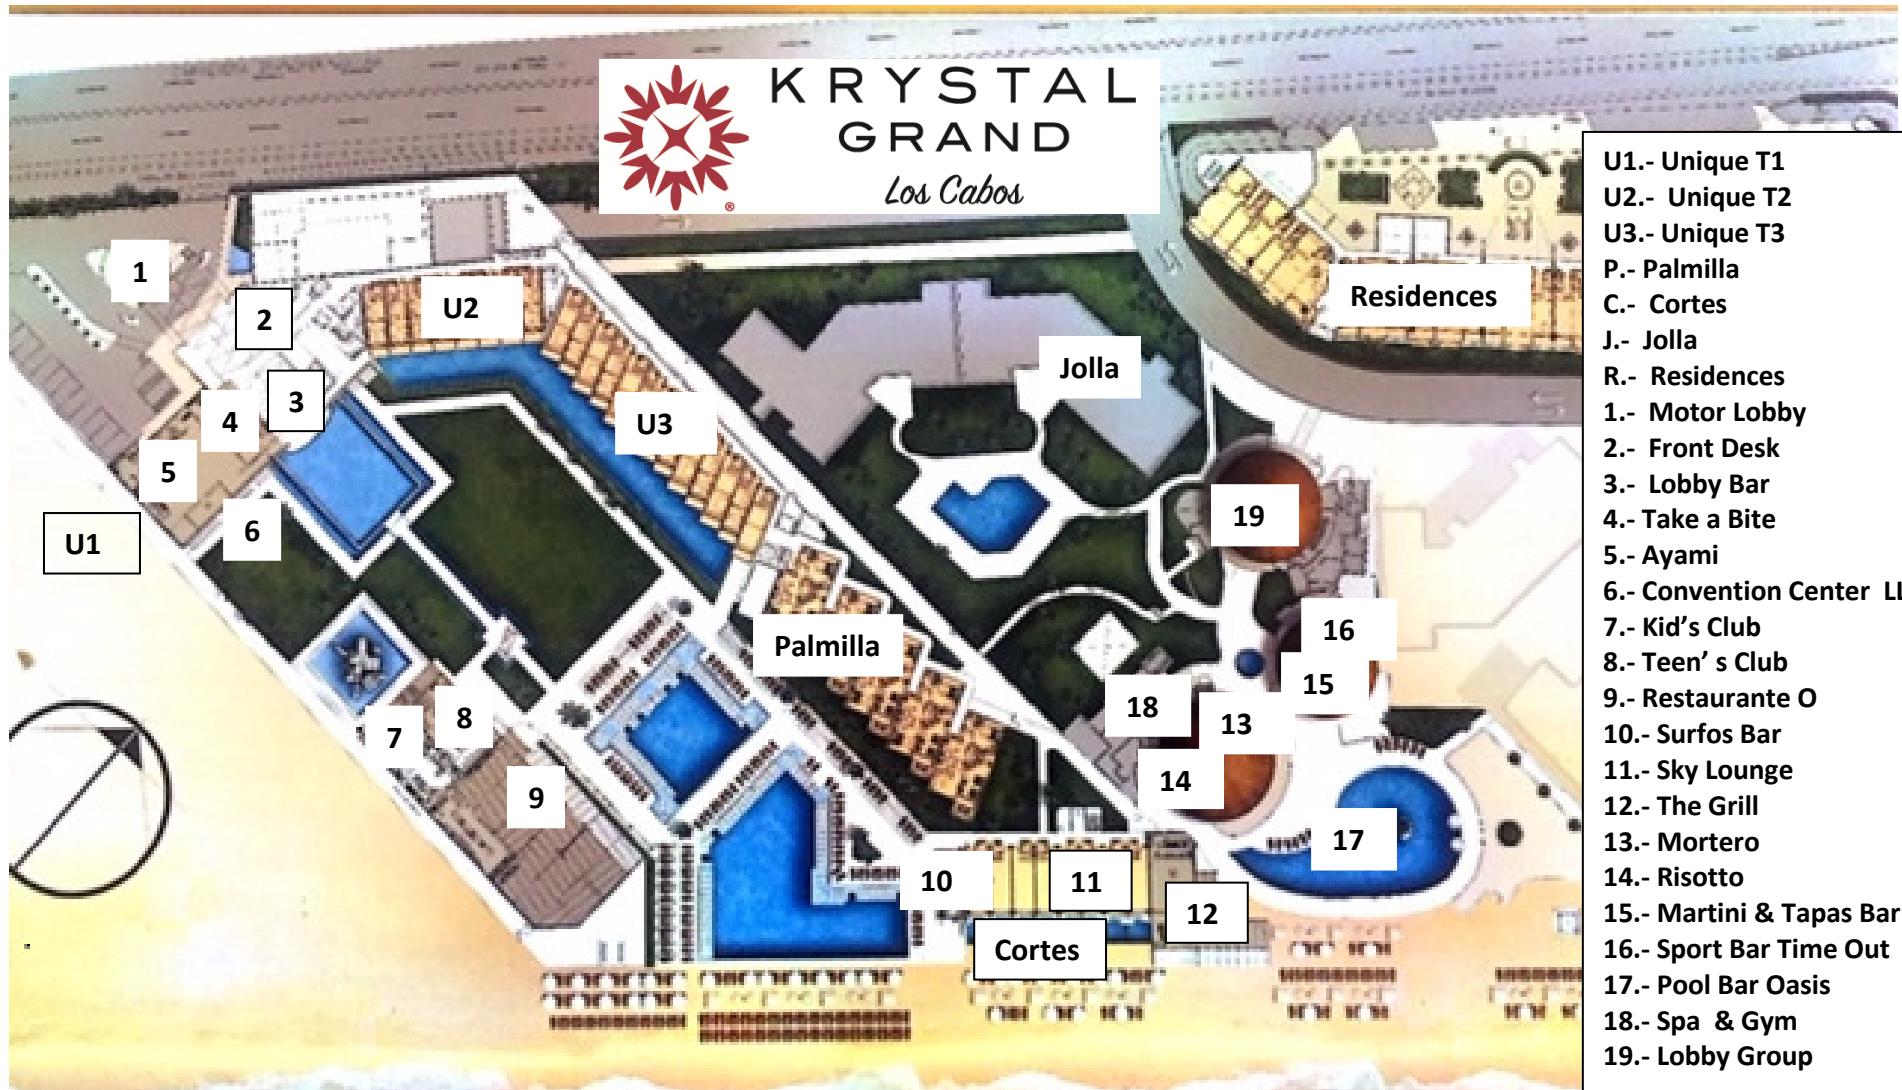 KRYSTAL
GRAND
Los Cabos
®
1
2
U2
Residences
Jolla
3
4
U3
5
6
U1
19
16
Palmilla
15
18
13
8
7
14
9
17
10
11
12
Cortes
U1.- Unique T1
U2.- Unique T2
U3.- Unique T3
P.- Palmilla
C.- Cortes
J.- Jolla
R.- Residences
1.- Motor Lobby
2.- Front Desk
3.- Lobby Bar
4.- Take a Bite
5.- Ayami
6.- Convention Center LL
7.- Kid's Club
8.- Teen' s Club
9.- Restaurante O
10.- Surfos Bar
11.- Sky Lounge
12.- The Grill
13.- Mortero
14.- Risotto
15.- Martini & Tapas Bar
16.- Sport Bar Time Out
17.- Pool Bar Oasis
18.- Spa & Gym
19.- Lobby Group